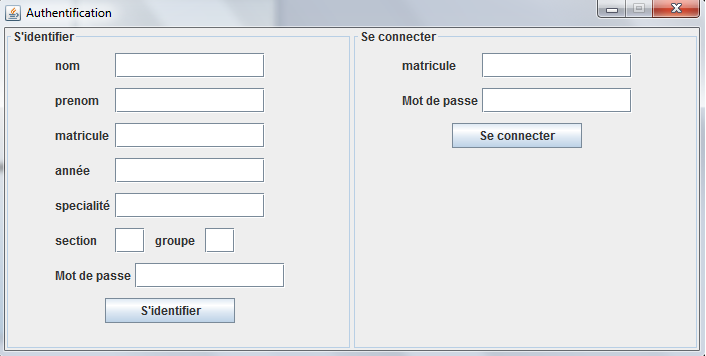 Authentification
S'identifier
nom
prenom
matricule
année
specialité
section groupe
Mot de passe
S'identifier
Se connecter
matricule
Mot de passe
Se connecter